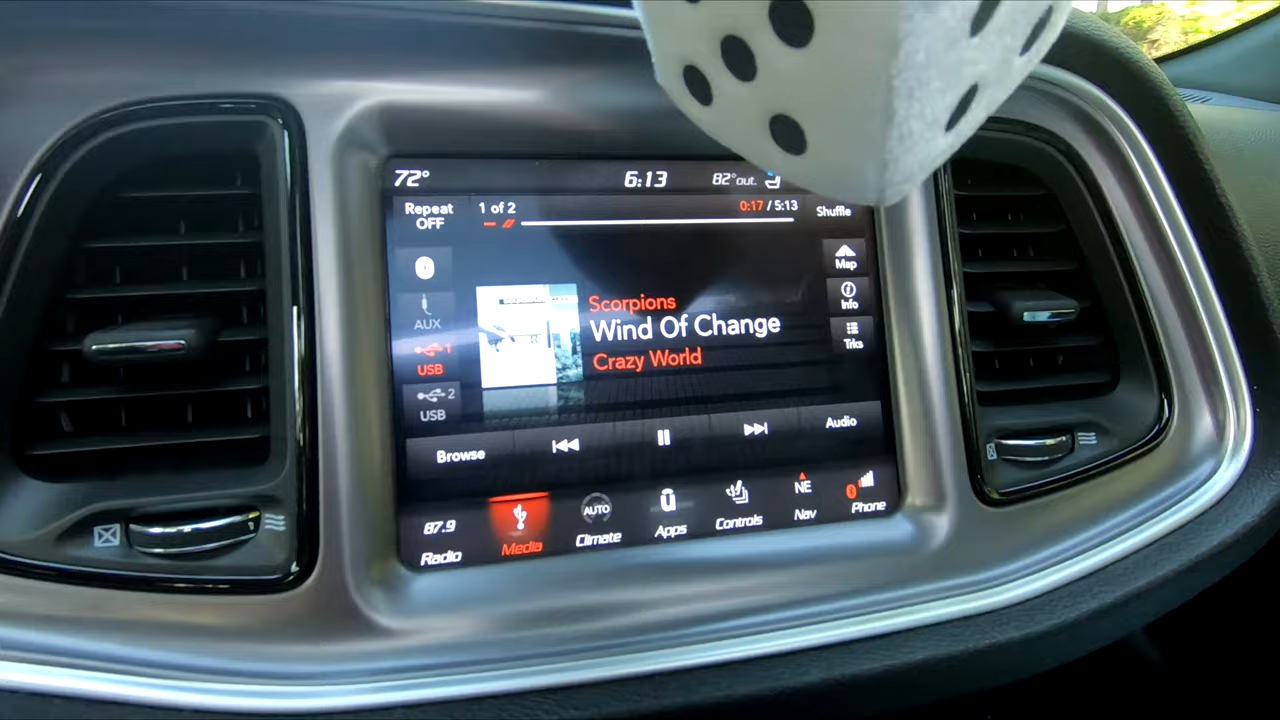 72° 6:13 82°out.
Repeat OFF 1 of 2 0:17 / 5:13 Shuffle
Map
Info
AUX
Trks
1
USB
2
USB
Scorpions
Wind Of Change
Crazy World
Browse Audio
87.9 AUTO NE
Radio Media Climate Apps Controls Nav Phone